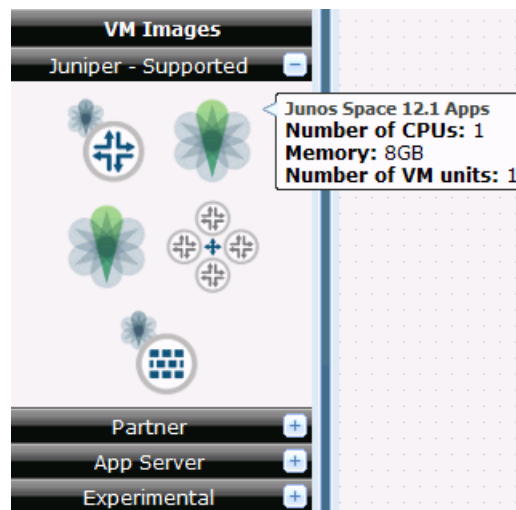 VM Images
Juniper - Supported
Junos Space 12.1 Apps
Number of CPUs: 1
Memory: 8GB
Number of VM units: 1
Partner
App Server
Experimental